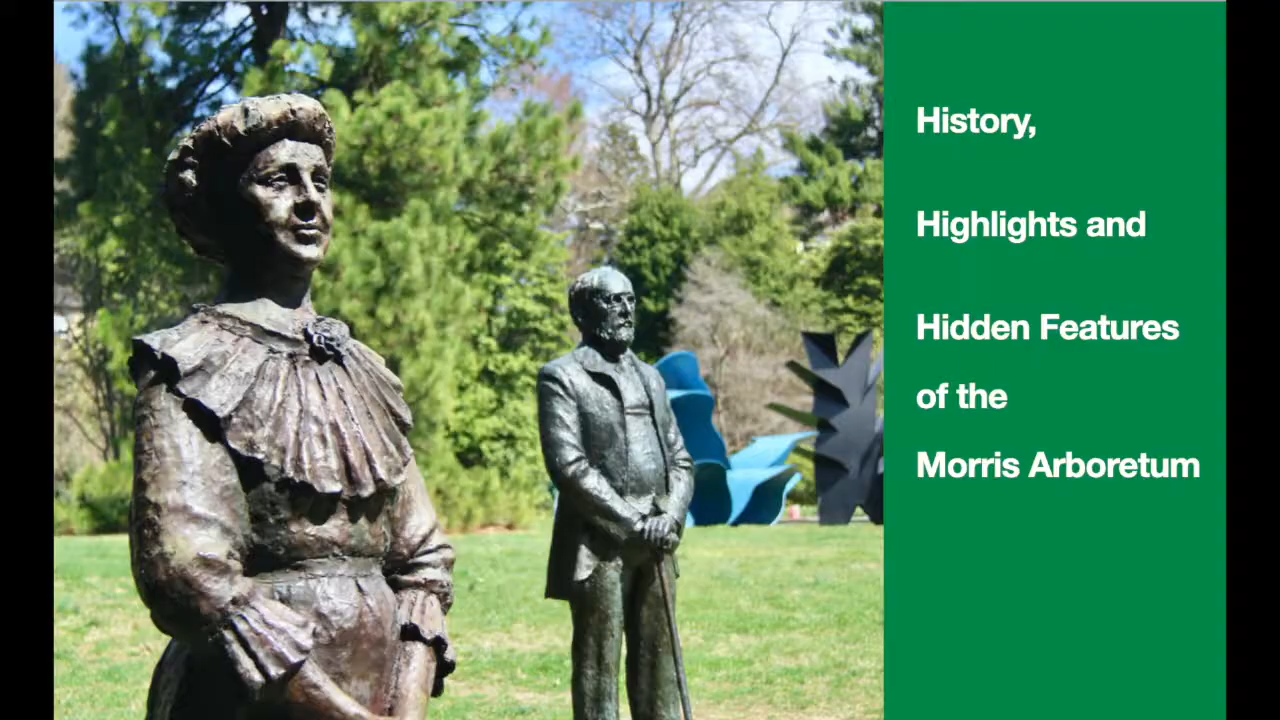 History,
Highlights and
Hidden Features
of the
Morris Arboretum